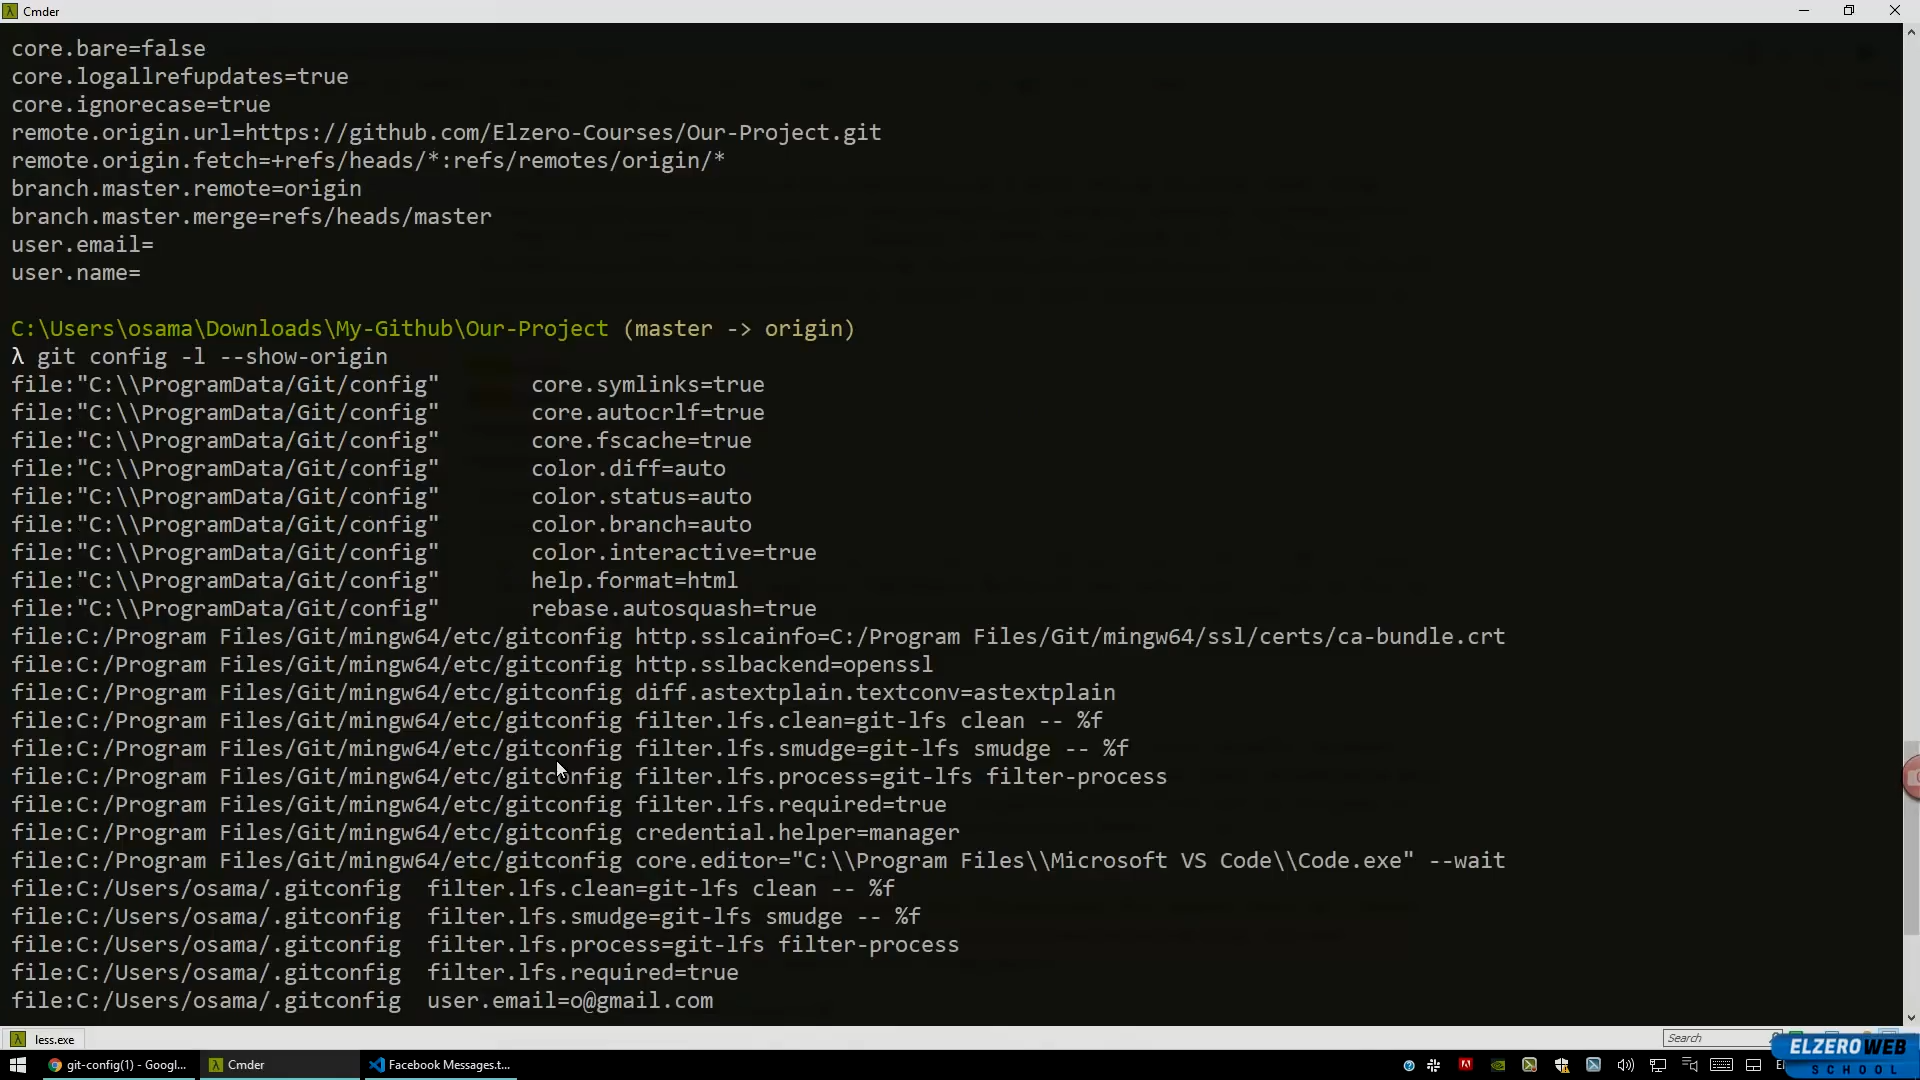 Cmder
core.bare=false
core.logallrefupdates=true
core.ignorecase=true
remote.origin.url=https://github.com/Elzero-Courses/Our-Project.git
remote.origin.fetch=+refs/heads/*:refs/remotes/origin/*
branch.master.remote=origin
branch.master.merge=refs/heads/master
user.email=
user.name=
C:\Users\osama\Downloads\My-Github\Our-Project (master -> origin)
λ git config -l --show-origin
file:"C:\\ProgramData/Git/config" core.symlinks=true
file:"C:\\ProgramData/Git/config" core.autocrlf=true
file:"C:\\ProgramData/Git/config" core.fscache=true
file:"C:\\ProgramData/Git/config" color.diff=auto
file:"C:\\ProgramData/Git/config" color.status=auto
file:"C:\\ProgramData/Git/config" color.branch=auto
file:"C:\\ProgramData/Git/config" color.interactive=true
file:"C:\\ProgramData/Git/config" help.format=html
file:"C:\\ProgramData/Git/config" rebase.autosquash=true
file:C:/Program Files/Git/mingw64/etc/gitconfig http.sslcainfo=C:/Program Files/Git/mingw64/ssl/certs/ca-bundle.crt
file:C:/Program Files/Git/mingw64/etc/gitconfig http.sslbackend=openssl
file:C:/Program Files/Git/mingw64/etc/gitconfig diff.astextplain.textconv=astextplain
file:C:/Program Files/Git/mingw64/etc/gitconfig filter.lfs.clean=git-lfs clean -- %f
file:C:/Program Files/Git/mingw64/etc/gitconfig filter.lfs.smudge=git-lfs smudge -- %f
file:C:/Program Files/Git/mingw64/etc/gitconfig filter.lfs.process=git-lfs filter-process
file:C:/Program Files/Git/mingw64/etc/gitconfig filter.lfs.required=true
file:C:/Program Files/Git/mingw64/etc/gitconfig credential.helper=manager
file:C:/Program Files/Git/mingw64/etc/gitconfig core.editor="C:\\Program Files\\Microsoft VS Code\\Code.exe" --wait
file:C:/Users/osama/.gitconfig filter.lfs.clean=git-lfs clean -- %f
file:C:/Users/osama/.gitconfig filter.lfs.smudge=git-lfs smudge -- %f
file:C:/Users/osama/.gitconfig filter.lfs.process=git-lfs filter-process
file:C:/Users/osama/.gitconfig filter.lfs.required=true
file:C:/Users/osama/.gitconfig user.email=o@gmail.com
less.exe
Search
git-config(1) - Googl...
Cmder
Facebook Messages.t...
ELZERO WEB
SCHOOL